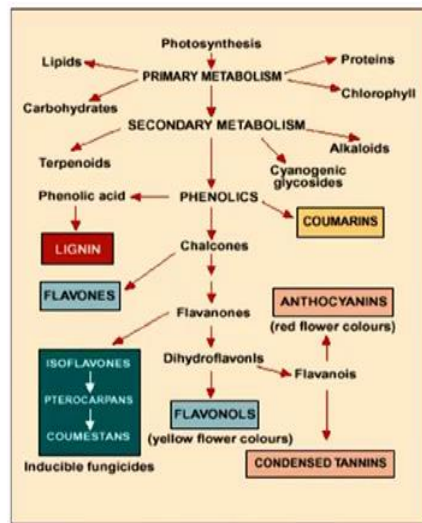 Photosynthesis
Lipids
Proteins
PRIMARY METABOLISM
Carbohydrates
Chlorophyll
SECONDARY METABOLISM
Terpenoids
Alkaloids
Cyanogenic
glycosides
Phenolic acid
PHENOLICS
COUMARINS
LIGNIN
Chalcones
FLAVONES
ANTHOCYANINS
(red flower colours)
Flavanones
ISOFLAVONES
PTEROCARPANS
COUMESTANS
Inducible fungicides
Dihydroflavonls
Flavanois
FLAVONOLS
(yellow flower colours)
CONDENSED TANNINS